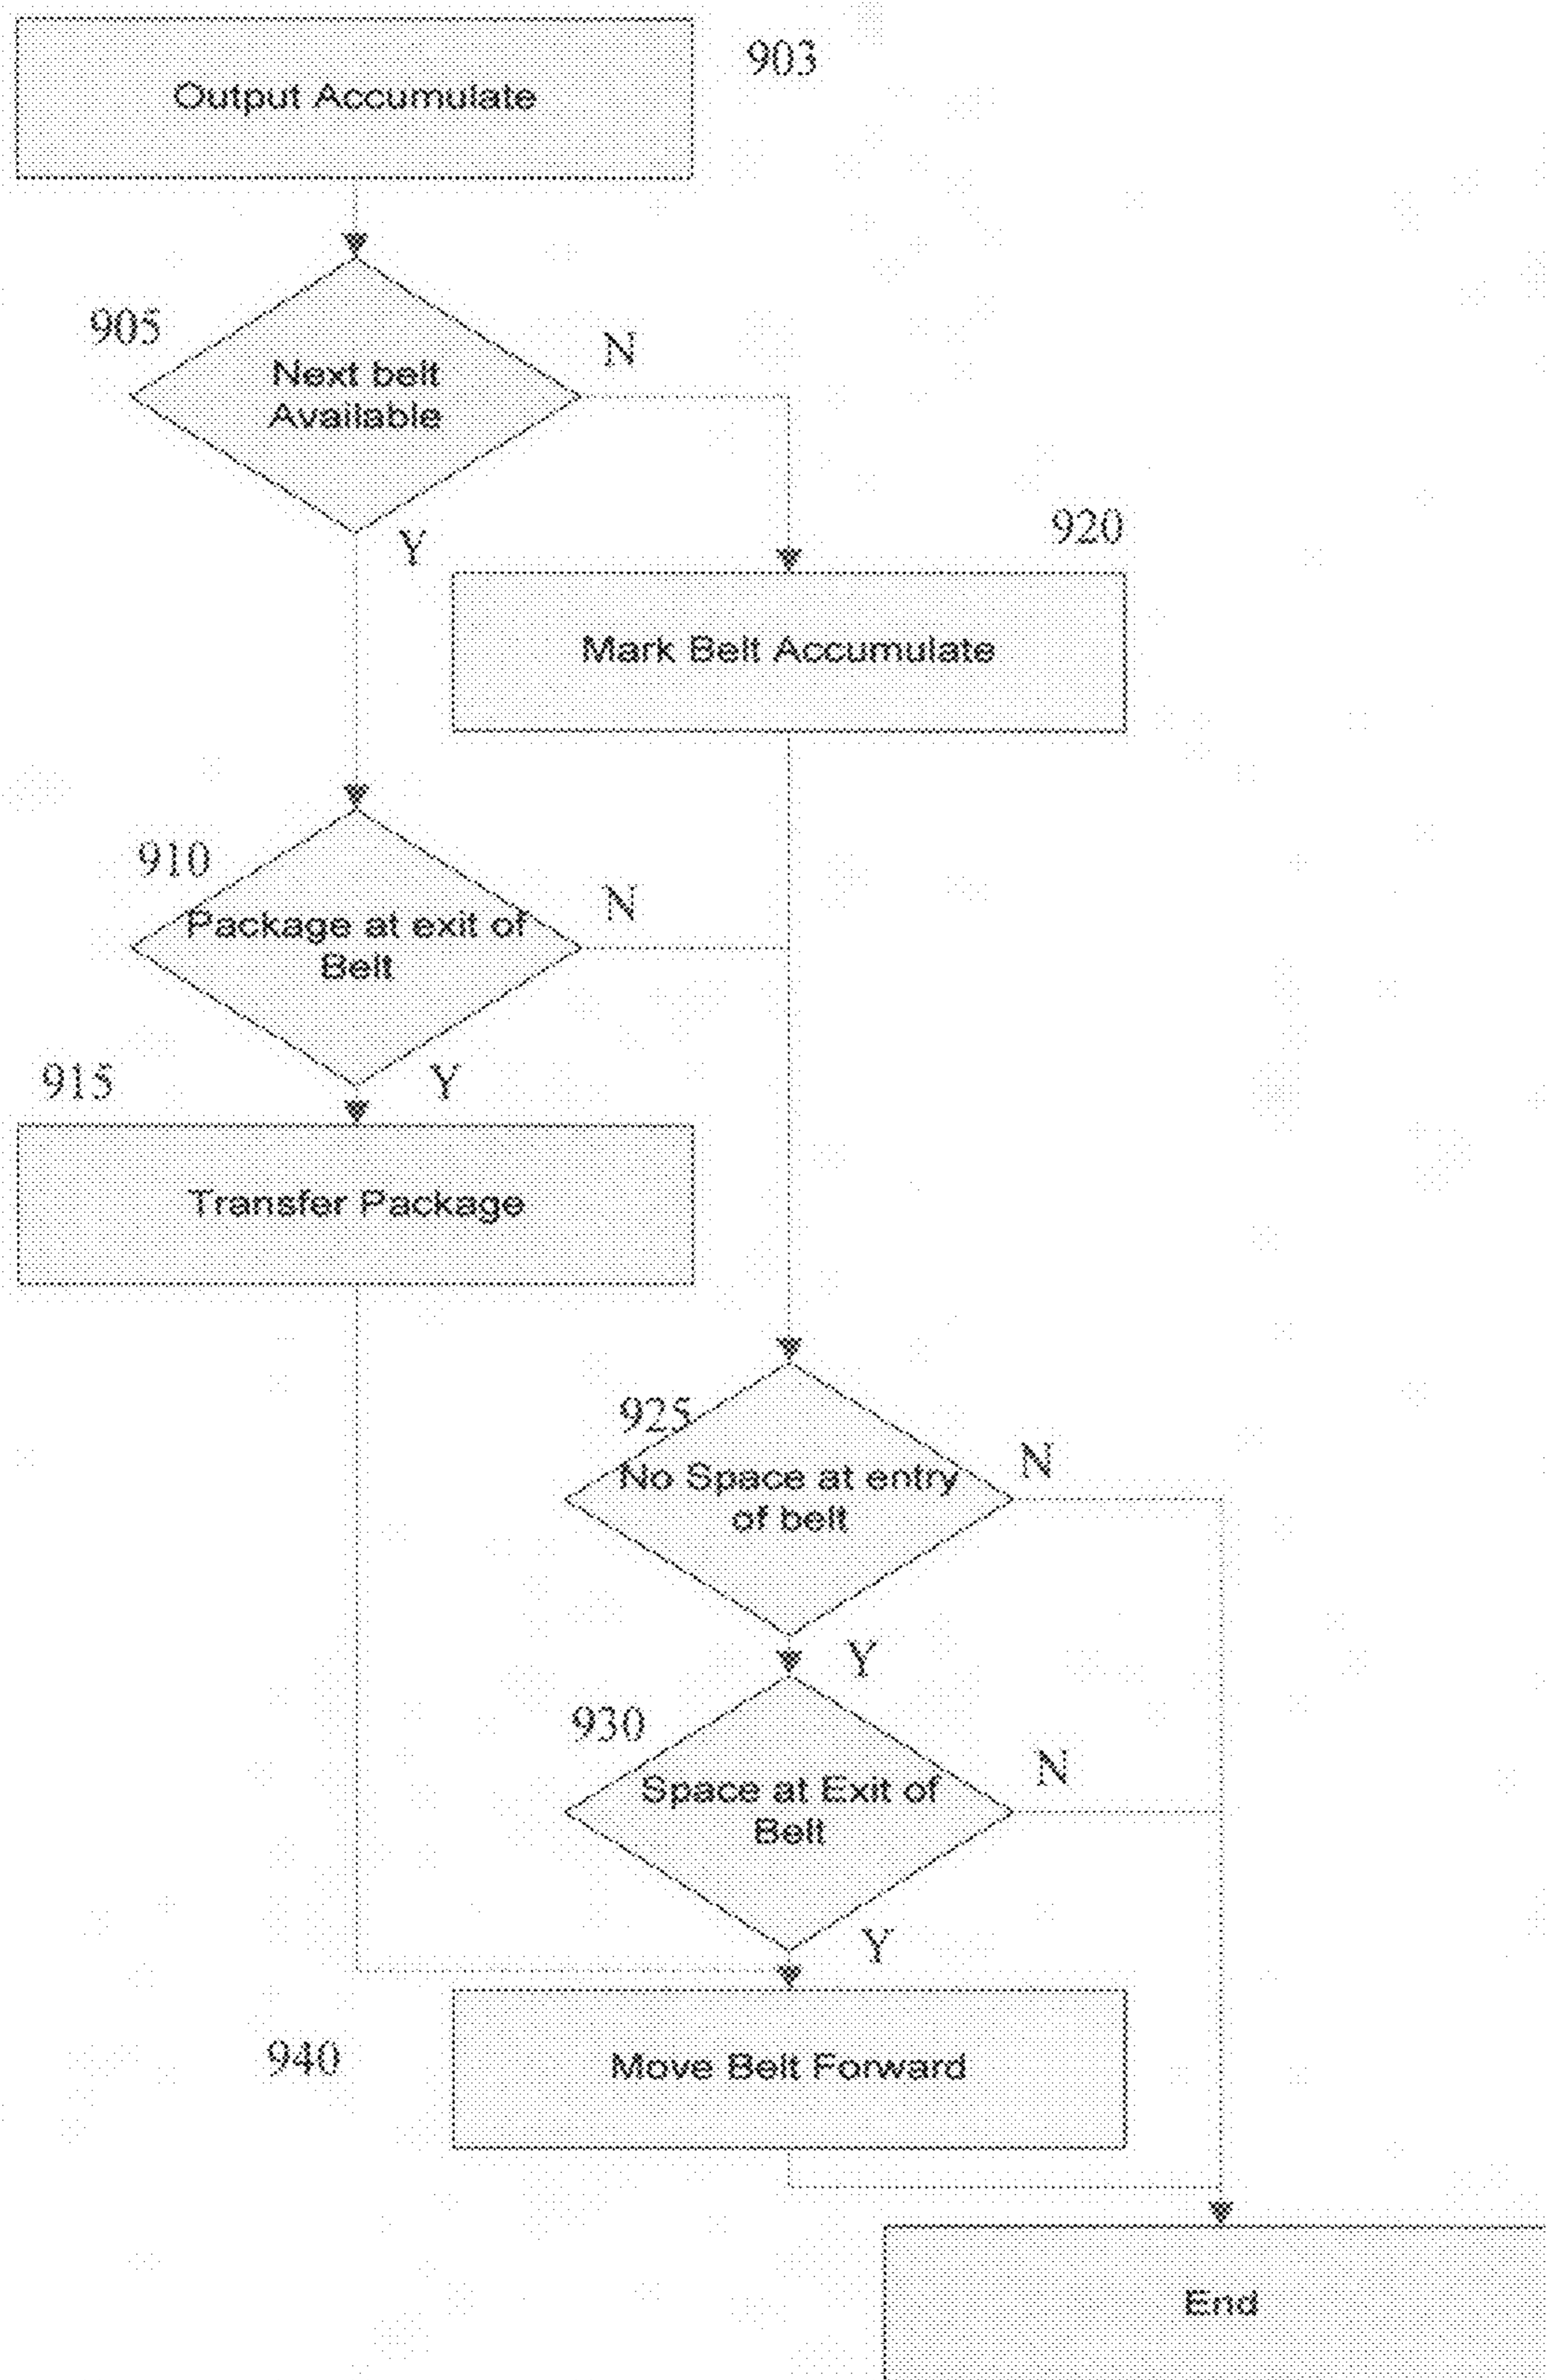 903
Output Accumulate
905
N
Next belt
Available
Y
920
Mark Belt Accumulate
910
N
Package at exit of
Belt
915
Y
Transfer Package
925
N
No Space at entry
of belt
Y
930
N
Space at Exit of
Belt
Y
940
Move Belt Forward
End